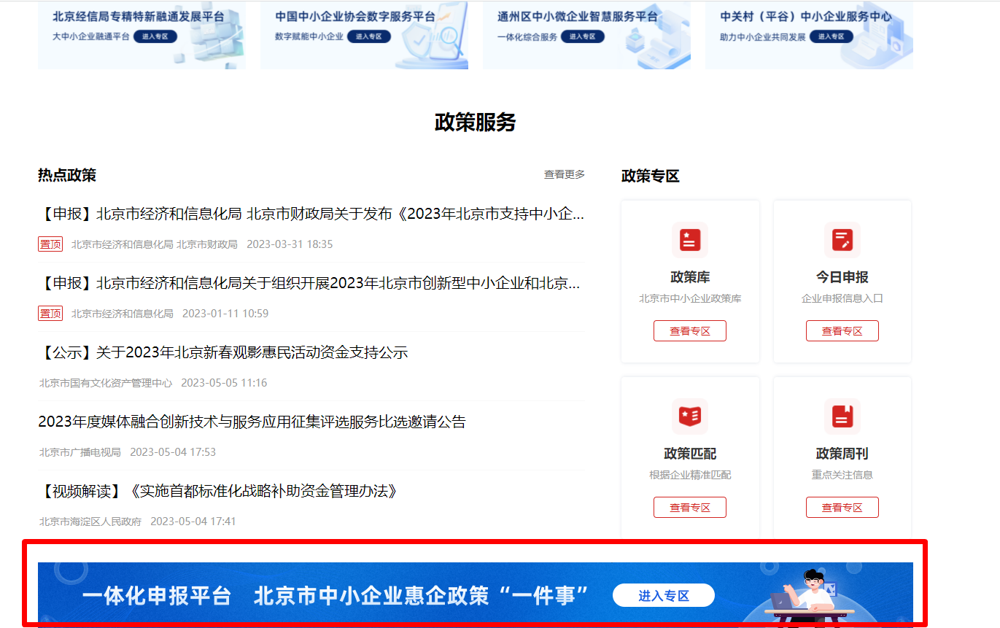 北京经信局专精特新融通发展平台
大中小企业融通平台 进入专区
中国中小企业协会数字服务平台
数字赋能中小企业 进入专区
通州区中小微企业智慧服务平台
一体化综合服务 进入专区
中关村（平谷）中小企业服务中心
助力中小企业共同发展 进入专区
政策服务
热点政策 查看更多
【申报】北京市经济和信息化局 北京市财政局关于发布《2023年北京市支持中小企...
置顶 北京市经济和信息化局 北京市财政局 2023-03-31 18:35
【申报】北京市经济和信息化局关于组织开展2023年北京市创新型中小企业和北京...
置顶 北京市经济和信息化局 2023-01-11 10:59
【公示】关于2023年北京新春观影惠民活动资金支持公示
北京市国有文化资产管理中心 2023-05-05 11:16
2023年度媒体融合创新技术与服务应用征集评选服务比选邀请公告
北京市广播电视局 2023-05-04 17:53
【视频解读】《实施首都标准化战略补助资金管理办法》
北京市海淀区人民政府 2023-05-04 17:41
政策专区
政策库
北京市中小企业政策库
查看专区
今日申报
企业申报信息入口
查看专区
政策匹配
根据企业精准匹配
查看专区
政策周刊
重点关注信息
查看专区
一体化申报平台 北京市中小企业惠企政策“一件事” 进入专区